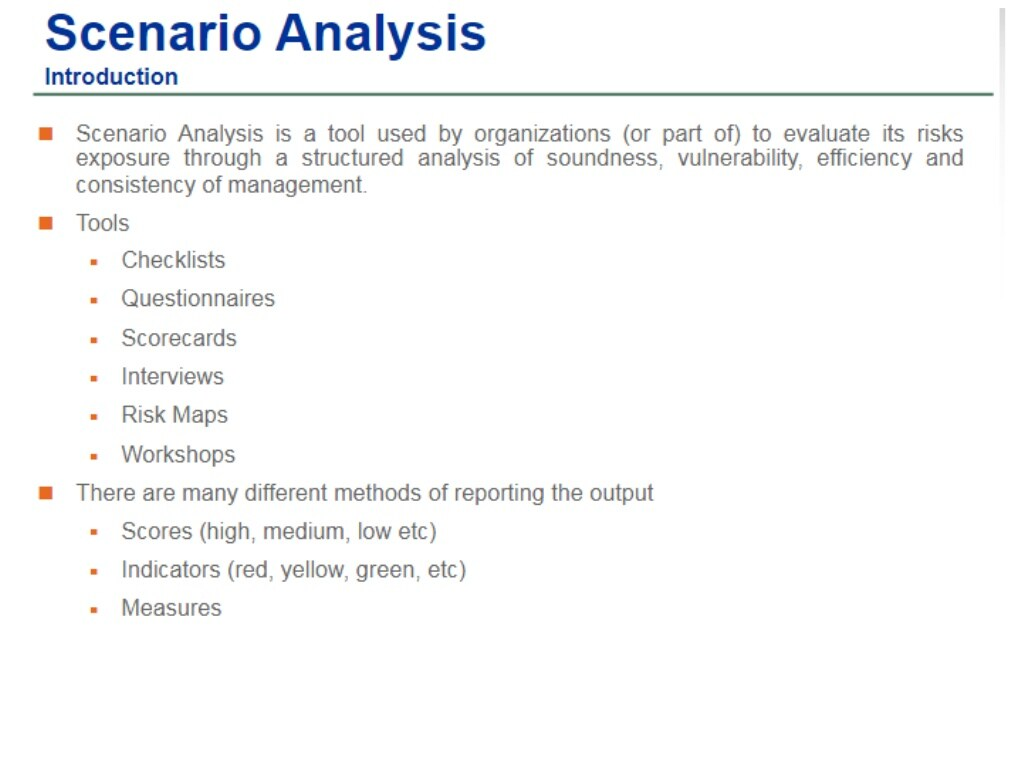 Scenario Analysis
Introduction
Scenario Analysis is a tool used by organizations (or part of) to evaluate its risks
exposure through a structured analysis of soundness, vulnerability, efficiency and
consistency of management.
Tools
Checklists
Questionnaires
Scorecards
Interviews
Risk Maps
Workshops
There are many different methods of reporting the output
Scores (high, medium, low etc)
Indicators (red, yellow, green, etc)
Measures